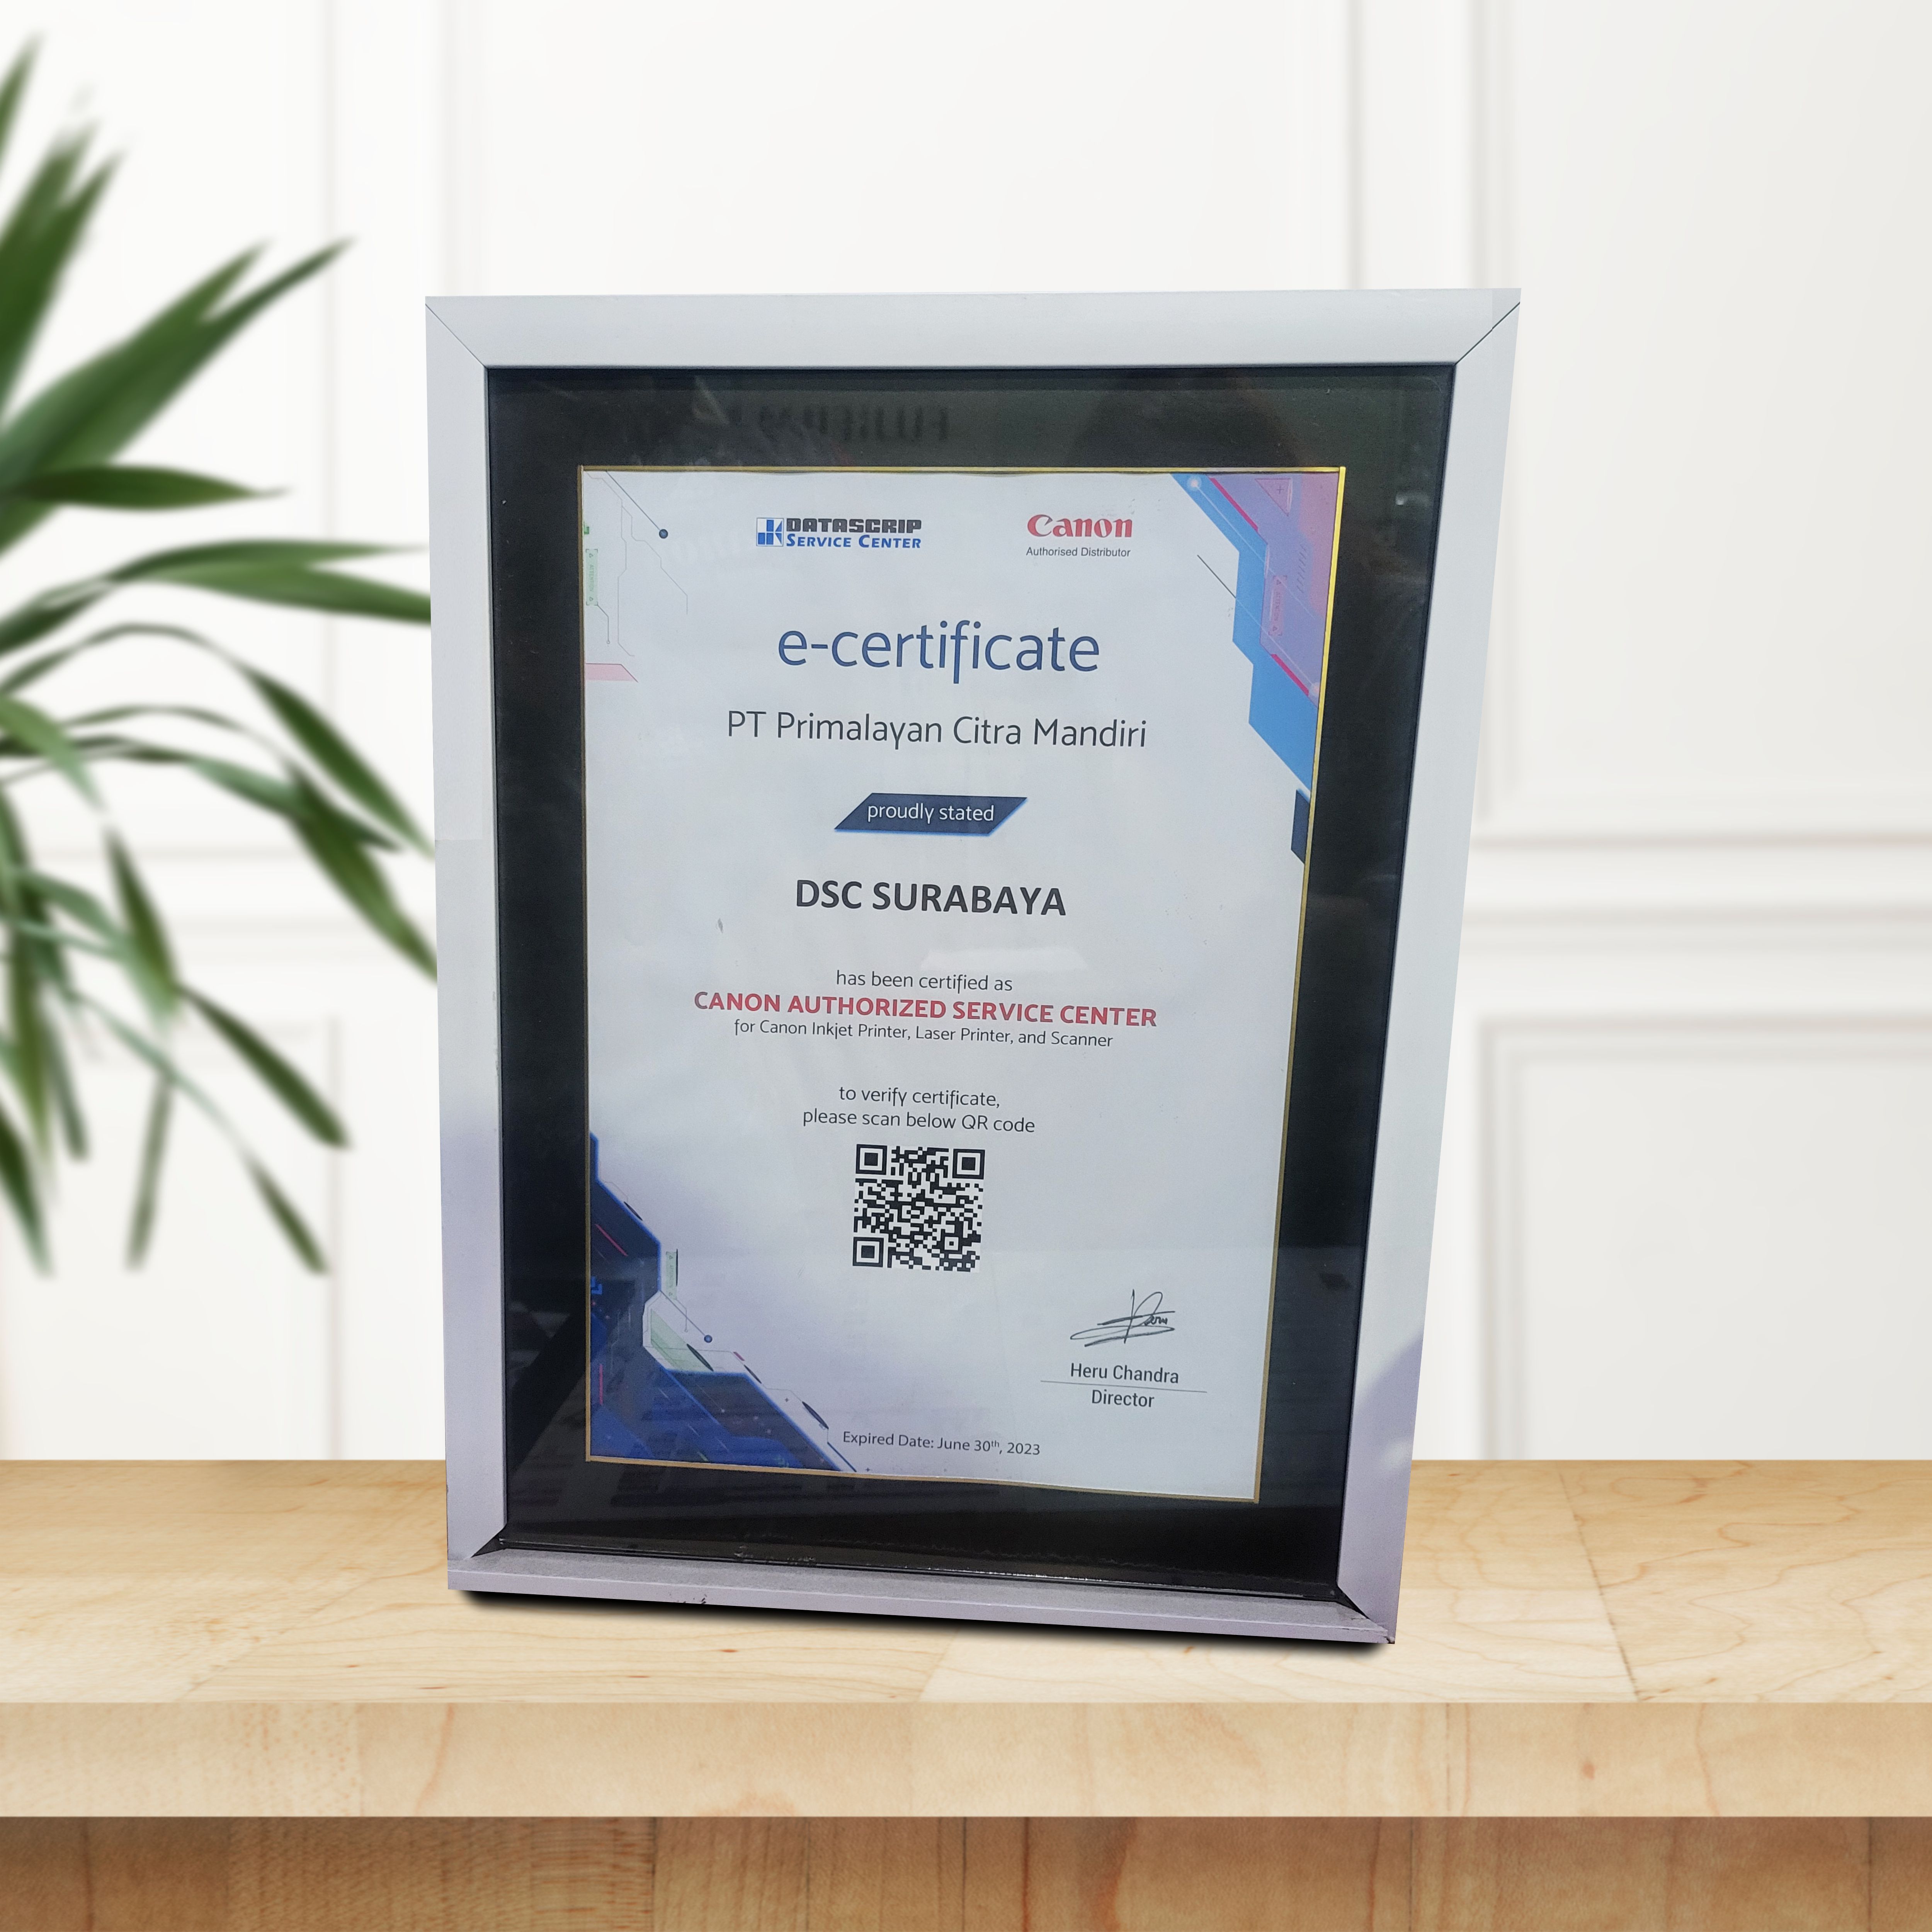 DATASCRIP
SERVICE CENTER
Canon
Authorised Distributor
e-certificate
PT Primalayan Citra Mandiri
proudly stated
DSC SURABAYA
has been certified as
CANON AUTHORIZED SERVICE CENTER
for Canon Inkjet Printer, Laser Printer, and Scanner
to verify certificate,
please scan below QR code
Heru Chandra
Director
Expired Date: June 30th, 2023